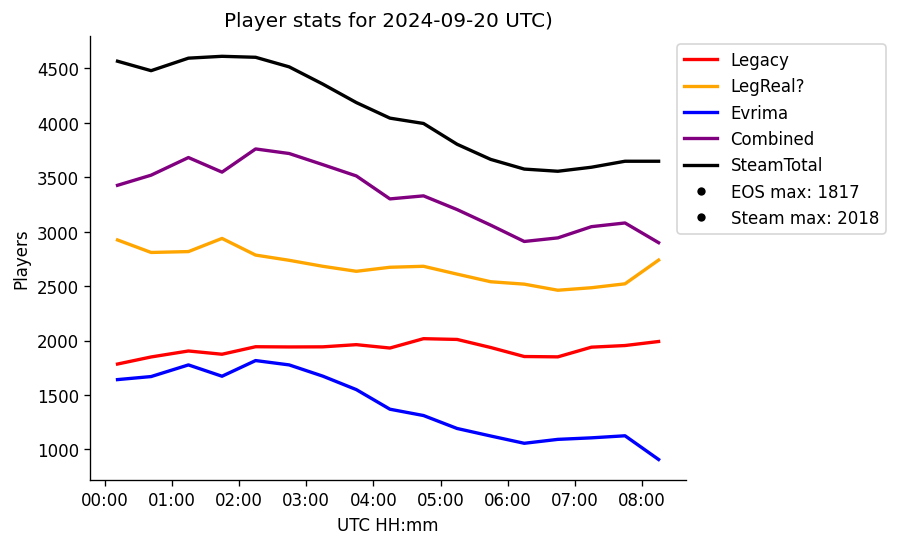 Player stats for 2024-09-20 UTC)
Legacy
LegReal?
Evrima
Combined
SteamTotal
EOS max: 1817
Steam max: 2018
Players
4500
4000
3500
3000
2500
2000
1500
1000
00:00 01:00 02:00 03:00 04:00 05:00 06:00 07:00 08:00
UTC HH:mm